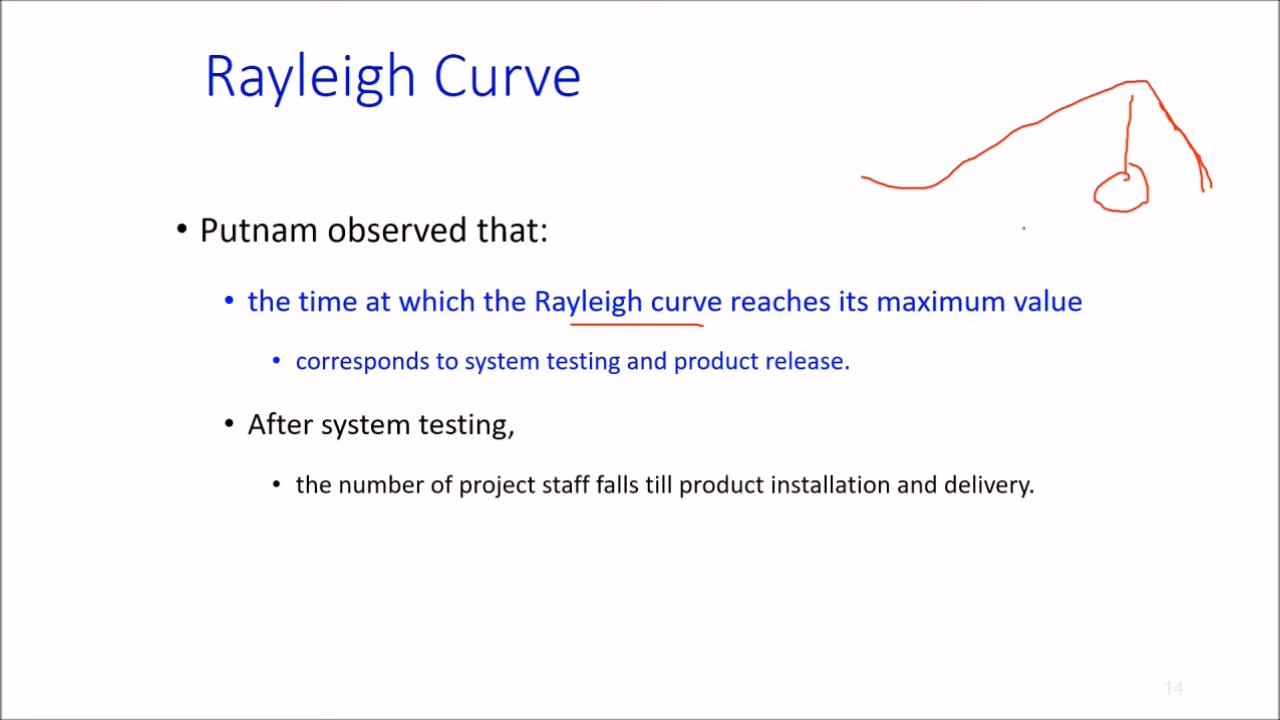 Rayleigh Curve
• Putnam observed that:
• the time at which the Rayleigh curve reaches its maximum value
• corresponds to system testing and product release.
• After system testing,
• the number of project staff falls till product installation and delivery.
14